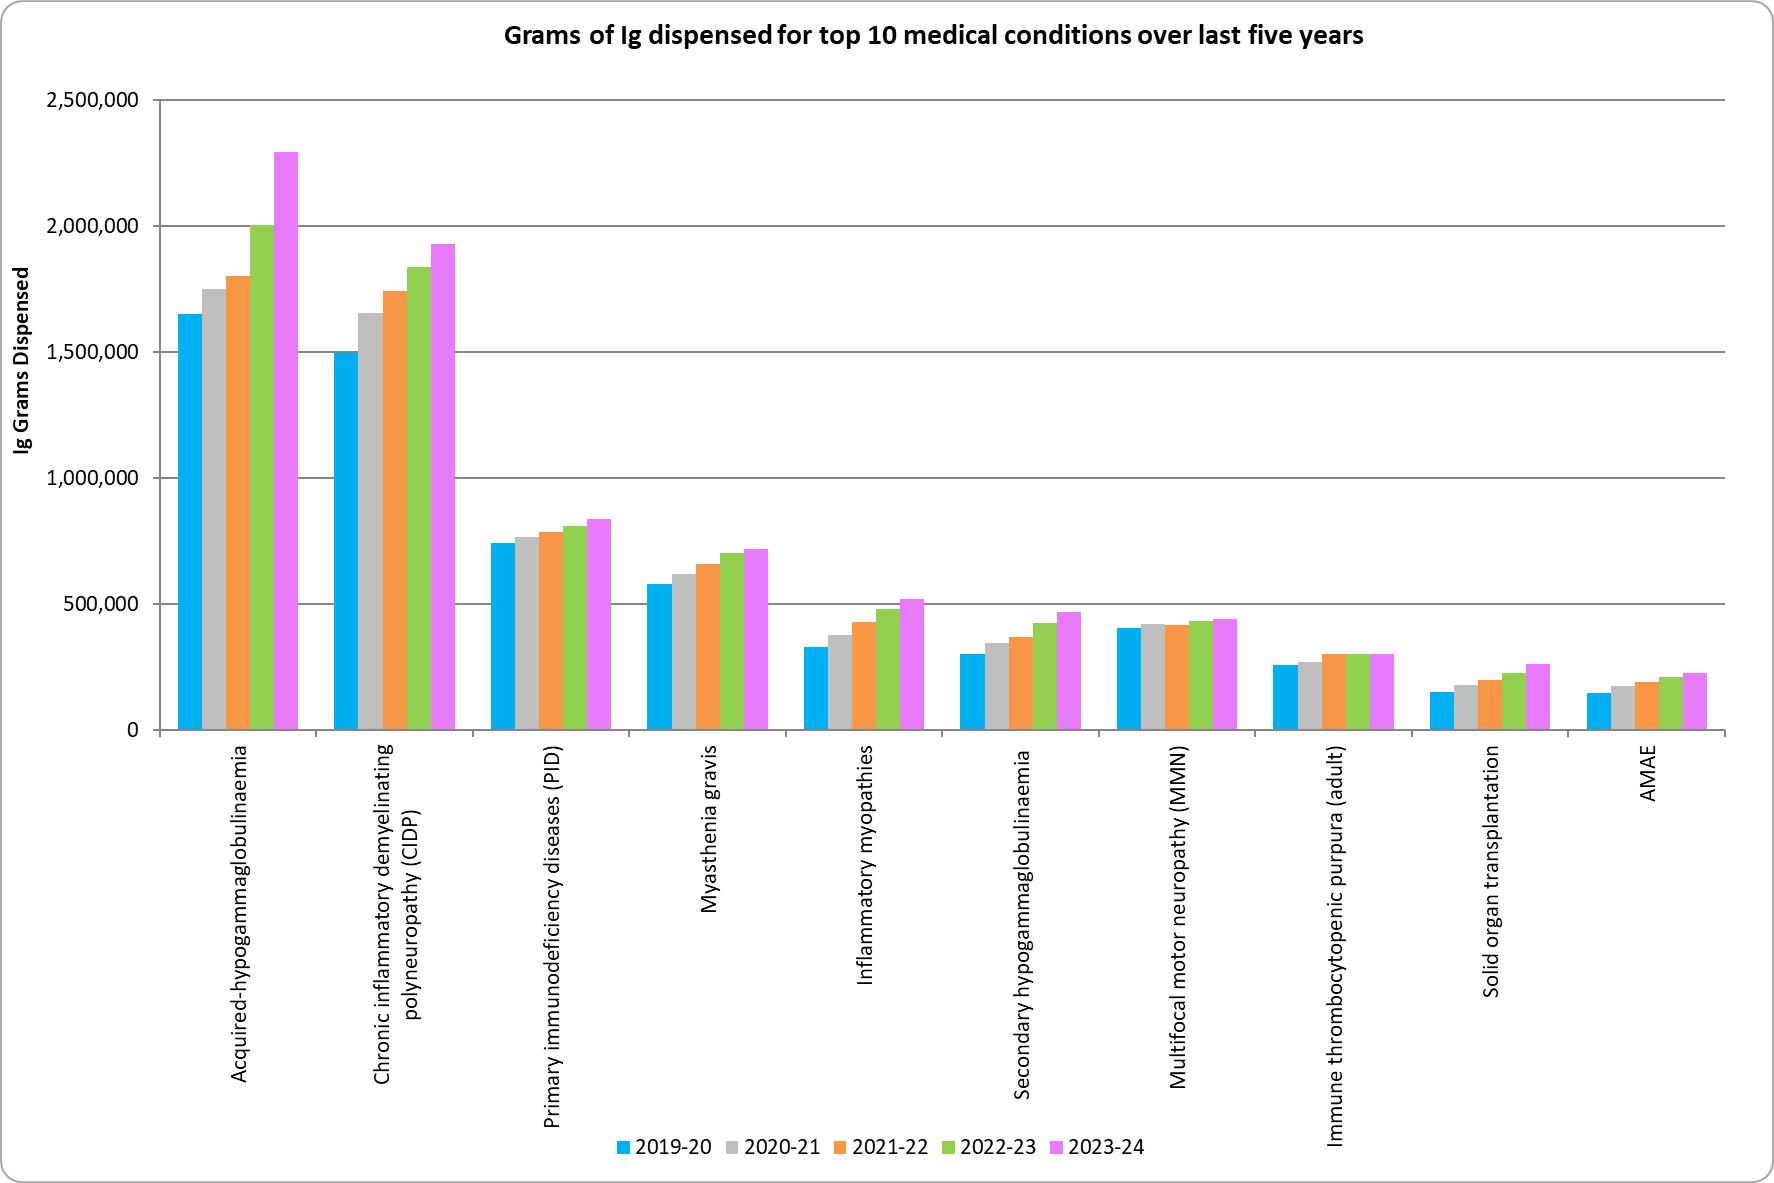 Grams of Ig dispensed for top 10 medical conditions over last five years
Ig Grams Dispensed
2,500,000
2,000,000
1,500,000
1,000,000
500,000
0
Acquired-hypogammaglobulinaemia
Chronic inflammatory demyelinating
polyneuropathy (CIDP)
Primary immunodeficiency diseases (PID)
Myasthenia gravis
Inflammatory myopathies
Secondary hypogammaglobulinaemia
Multifocal motor neuropathy (MMN)
Immune thrombocytopenic purpura (adult)
Solid organ transplantation
AMAE
2019-20 2020-21 2021-22 2022-23 2023-24